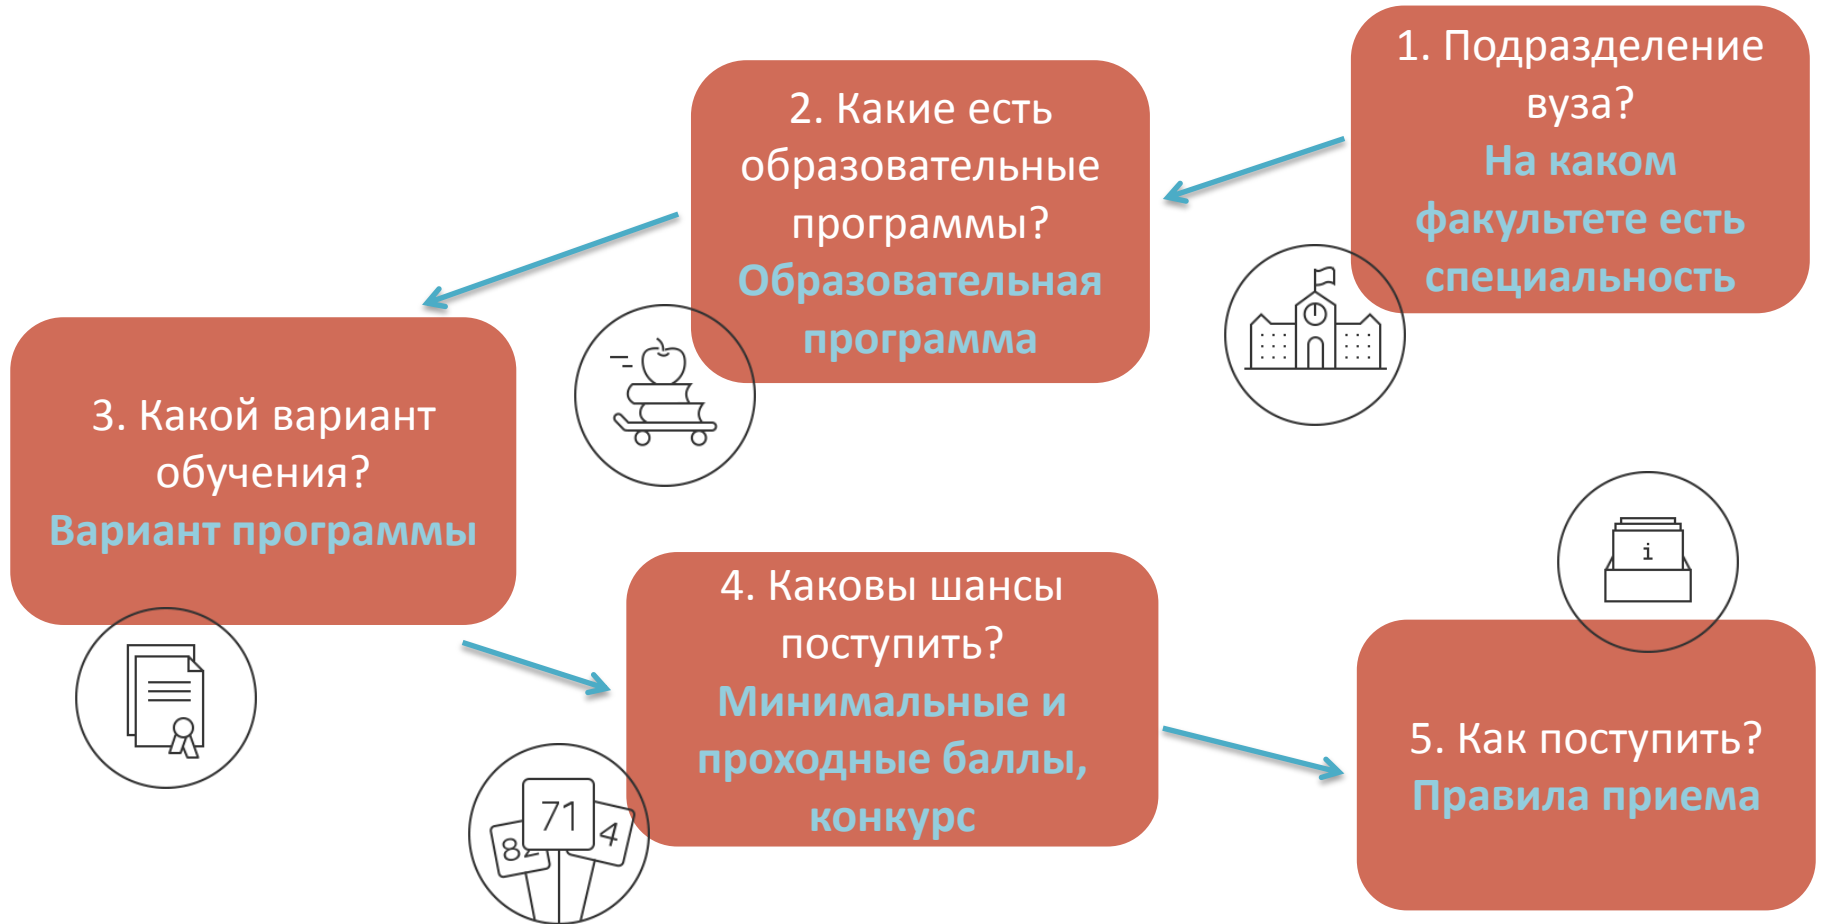 1. Подразделение
вуза?
На каком
факультете есть
специальность
2. Какие есть
образовательные
программы?
Образовательная
программа
3. Какой вариант
обучения?
Вариант программы
4. Каковы шансы
поступить?
Минимальные и
проходные баллы,
конкурс
82
71
4
i
5. Как поступить?
Правила приема